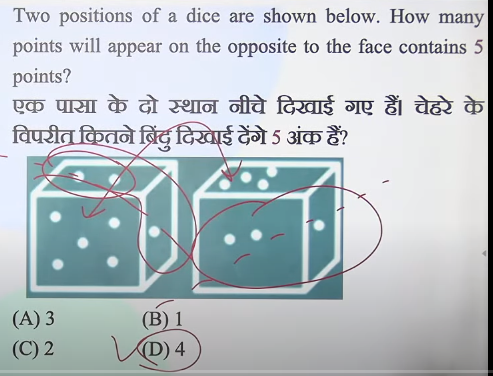 Two positions of a dice are shown below. How many
points will appear on the opposite to the face contains 5
points?
एक पासा के दो स्थान नीचे दिखाई गए हैं। चेहरे के
विपरीत कितने बिंदु दिखाई देंगे 5 अंक हैं?
(A) 3 (B) 1
(C) 2 (D) 4